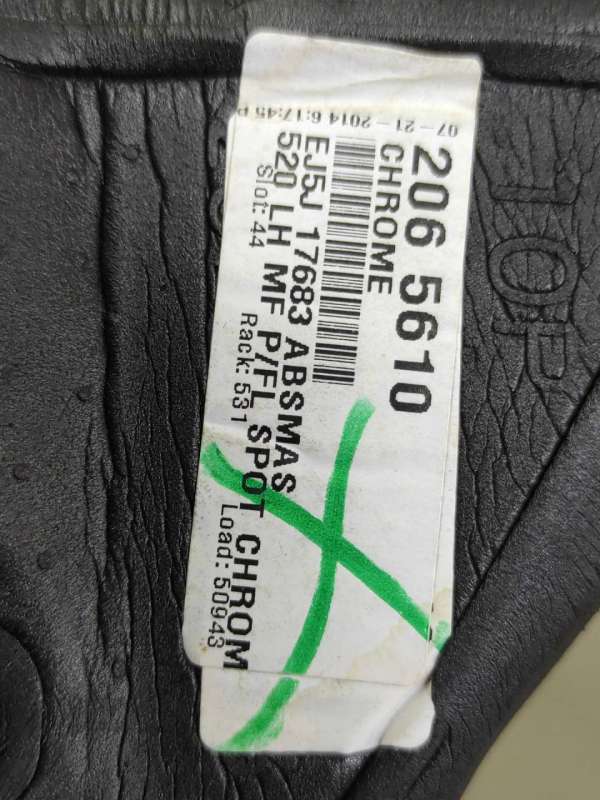 07-21-2014 6:17:45 P
206 5610
CHROME
EJ5J 17683 ABSMAS
520 LH MF P/FL SPOT CHROM
Slot: 44 Rack: 531 Load: 50943
TOP